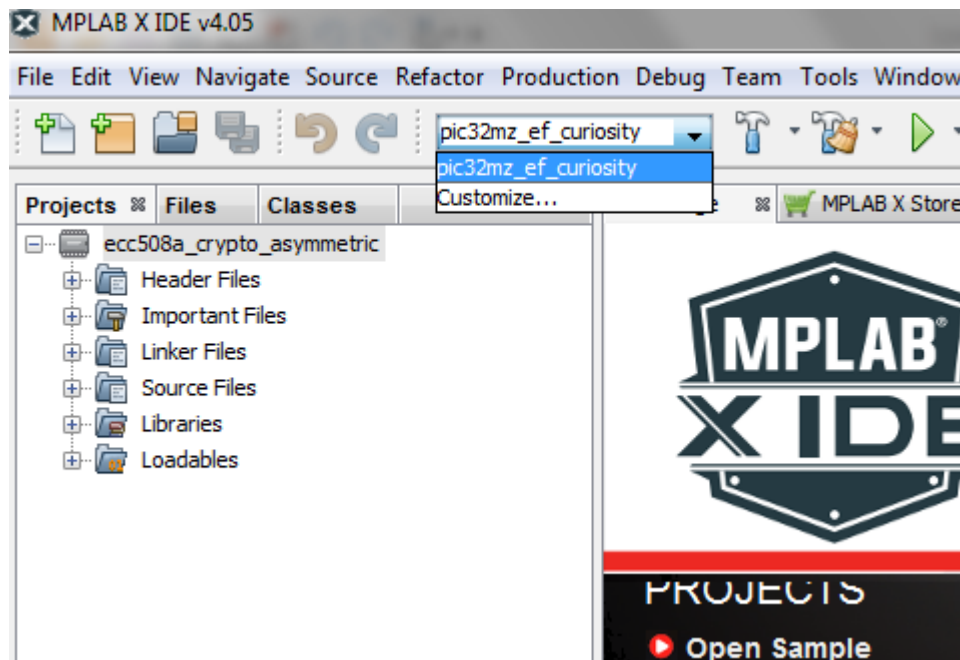 MPLAB X IDE v4.05
File Edit View Navigate Source Refactor Production Debug Team Tools Window
pic32mz_ef_curiosity
pic32mz_ef_curiosity
Customize...
Projects Files Classes
MPLAB X Store
ecc508a_crypto_asymmetric
Header Files
Important Files
Linker Files
Source Files
Libraries
Loadables
MPLAB®
X IDE
PROJECTS
Open Sample